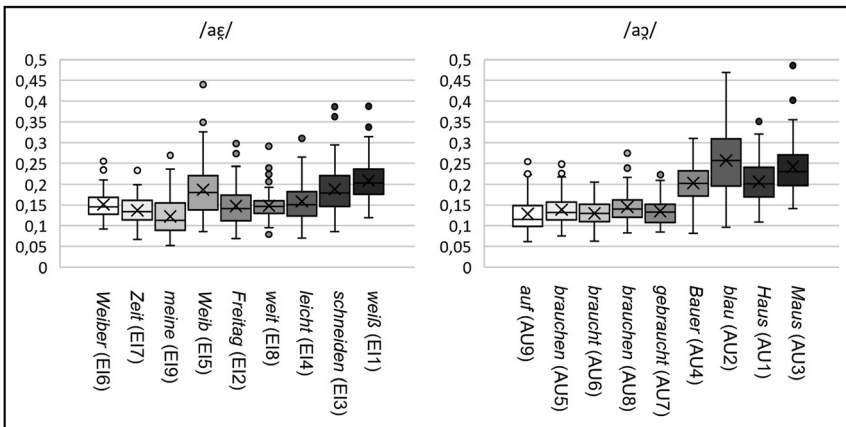 /aɛ̯/
0,5
0,45
0,4
0,35
0,3
0,25
0,2
0,15
0,1
0,05
0
Weiber (EI6)
Zeit (EI7)
meine (EI9)
Weib (EI5)
Freitag (EI2)
weit (EI8)
leicht (EI4)
schneiden (EI3)
weiß (EI1)
/aɔ̯/
0,5
0,45
0,4
0,35
0,3
0,25
0,2
0,15
0,1
0,05
0
auf (AU9)
brauchen (AU5)
braucht (AU6)
brauchen (AU8)
gebraucht (AU7)
Bauer (AU4)
blau (AU2)
Haus (AU1)
Maus (AU3)